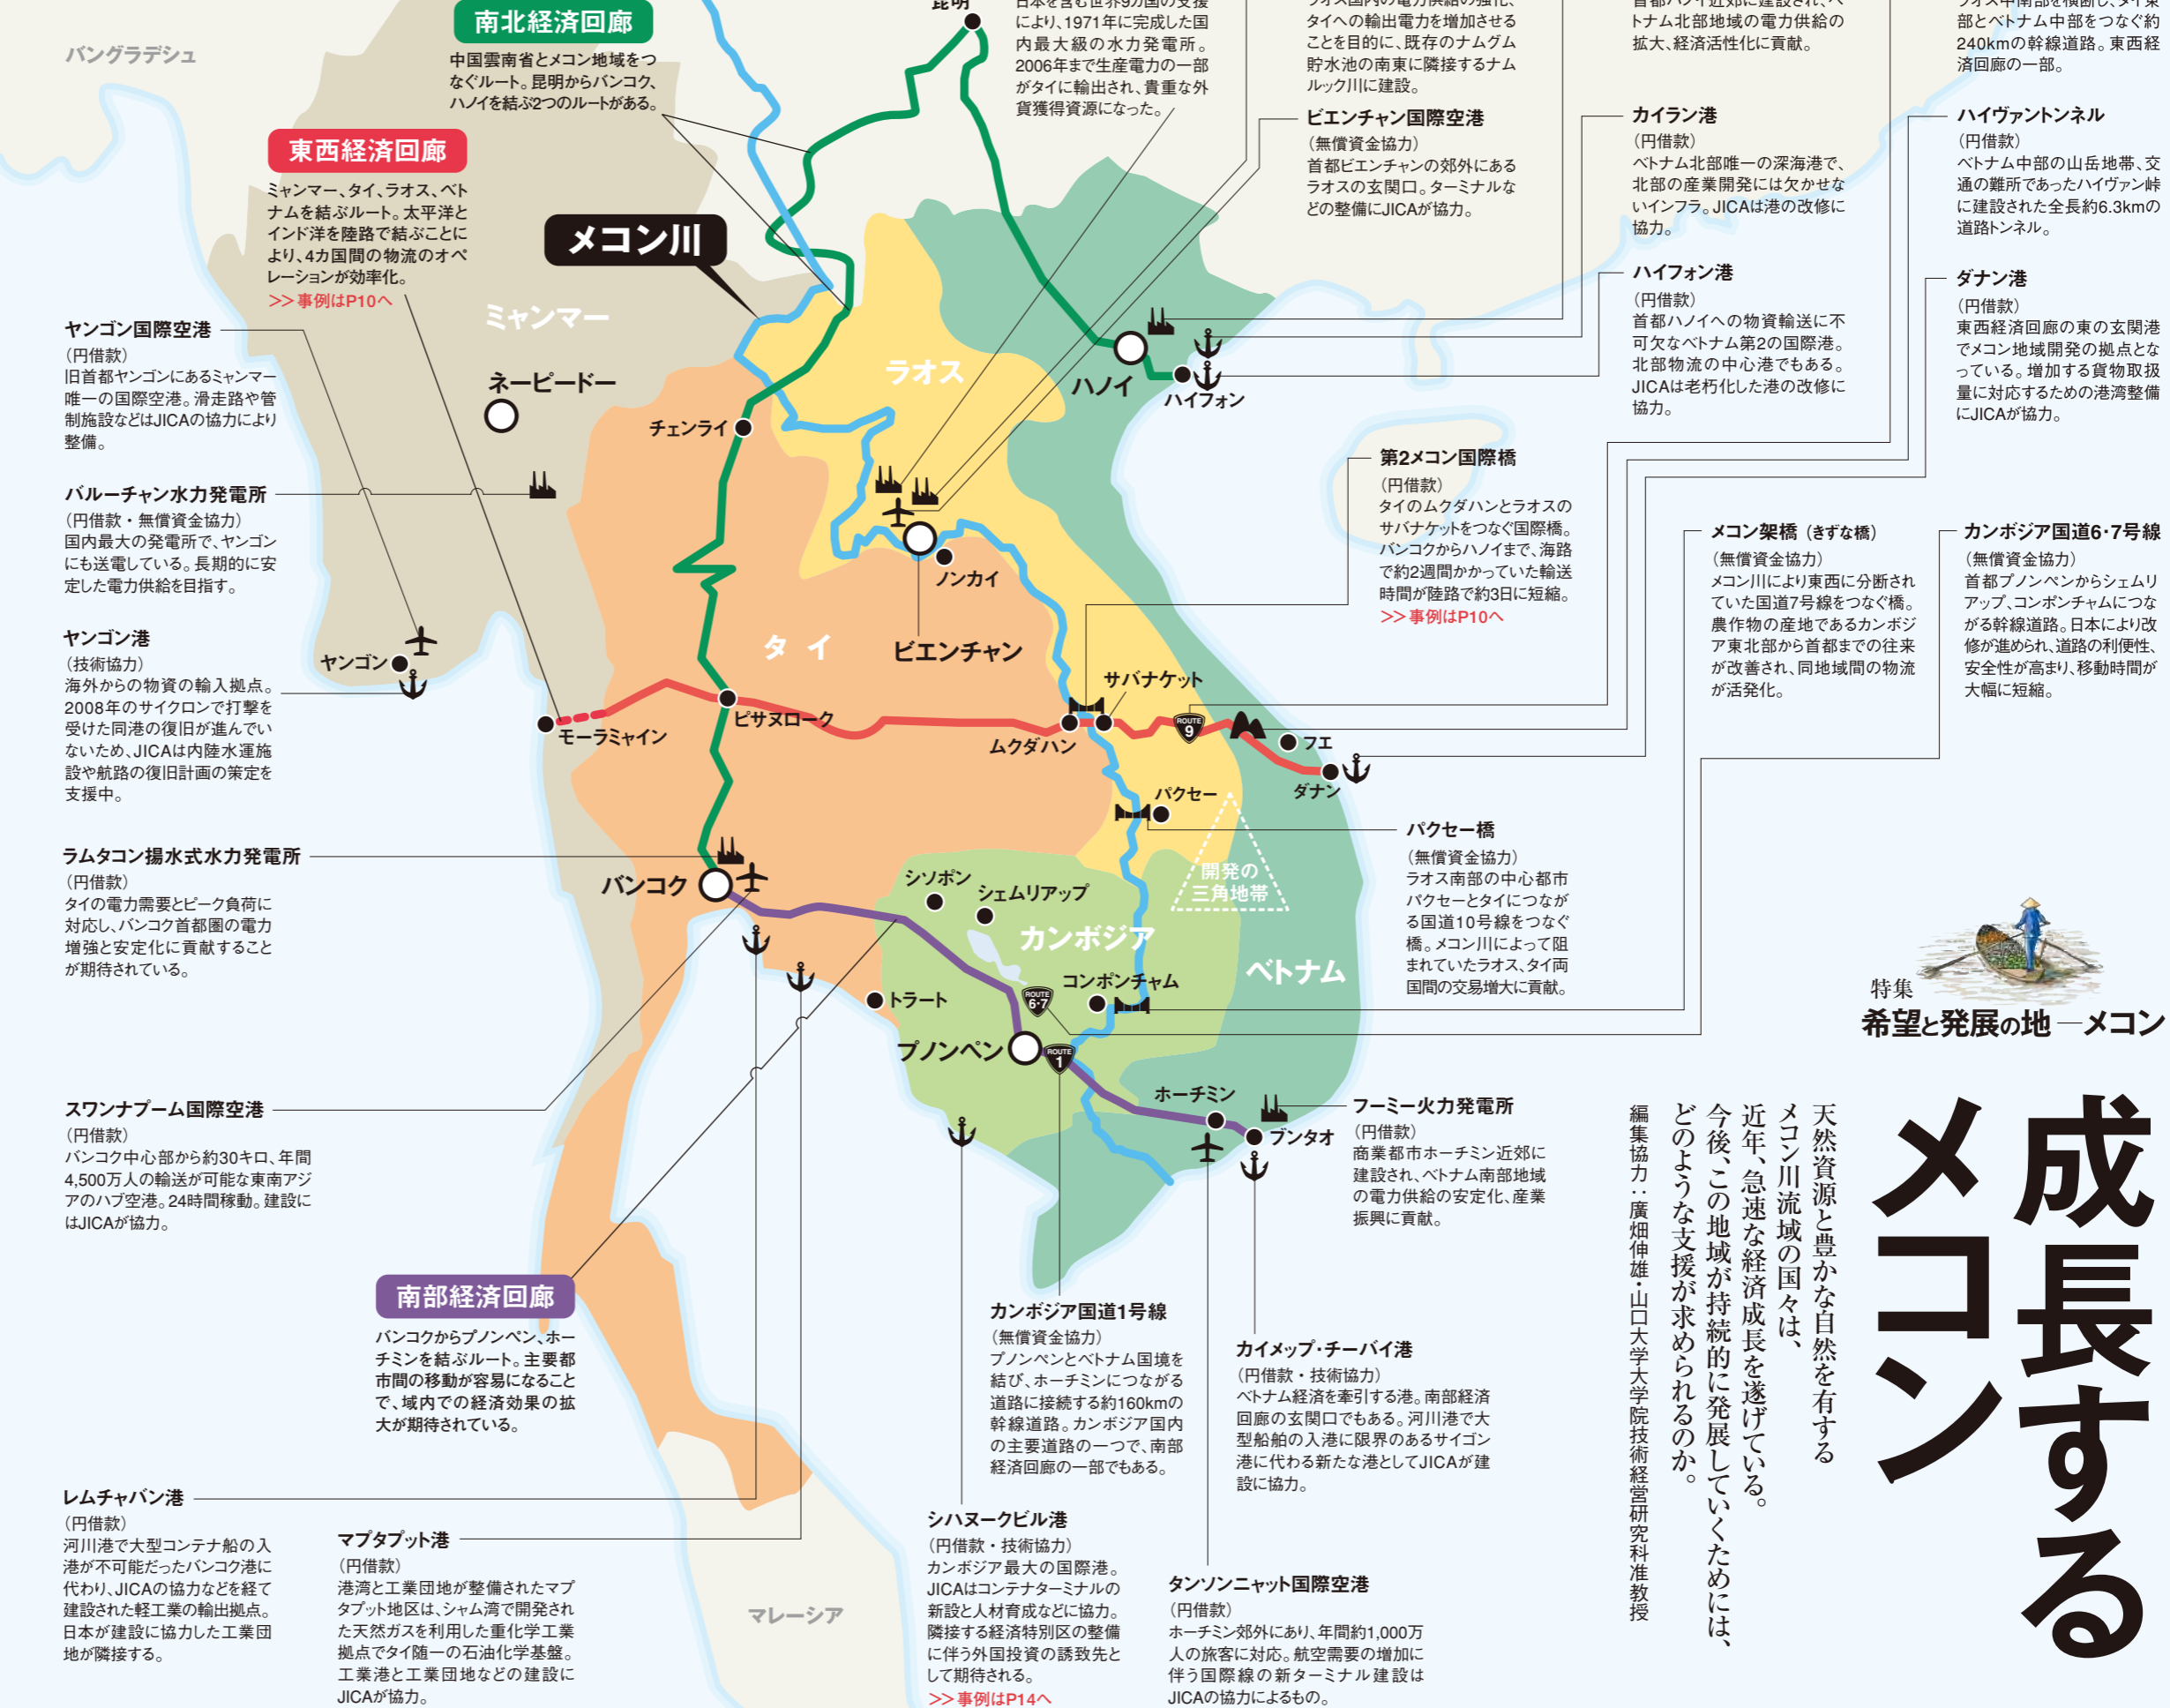 南北経済回廊
中国雲南省とメコン地域をつ
なぐルート。昆明からバンコク、
ハノイを結ぶ2つのルートがある。
東西経済回廊
ミャンマー、タイ、ラオス、ベト
ナムを結ぶルート。太平洋と
インド洋を陸路で結ぶことに
より、4カ国間の物流のオペ
レーションが効率化。
>>事例はP10へ
バングラデシュ
昆明
日本を含む世界9カ国の支援
により、1971年に完成した国
内最大級の水力発電所。
2006年まで生産電力の一部
がタイに輸出され、貴重な外
貨獲得資源になった。
ラオス国内の電力供給の強化、
タイへの輸出電力を増加させる
ことを目的に、既存のナムグム
貯水池の南東に隣接するナム
ルック川に建設。
ビエンチャン国際空港
（無償資金協力）
首都ビエンチャンの郊外にある
ラオスの玄関口。ターミナルな
どの整備にJICAが協力。
首都ハノイ近郊に建設され、ベ
トナム北部地域の電力供給の
拡大、経済活性化に貢献。
カイラン港
（円借款）
ベトナム北部唯一の深海港で、
北部の産業開発には欠かせな
いインフラ。JICAは港の改修に
協力。
ハイフォン港
（円借款）
首都ハノイへの物資輸送に不
可欠なベトナム第2の国際港。
北部物流の中心港でもある。
JICAは老朽化した港の改修に
協力。
ラオス中南部を横断し、タイ東
部とベトナム中部をつなぐ約
240kmの幹線道路。東西経
済回廊の一部。
ハイヴァントンネル
（円借款）
ベトナム中部の山岳地帯、交
通の難所であったハイヴァン峠
に建設された全長約6.3kmの
道路トンネル。
ダナン港
（円借款）
東西経済回廊の東の玄関港
でメコン地域開発の拠点とな
っている。増加する貨物取扱
量に対応するための港湾整備
にJICAが協力。
メコン川
ミャンマー
ネーピードー
チェンライ
ラオス
ハノイ
ハイフォン
ヤンゴン国際空港
（円借款）
旧首都ヤンゴンにあるミャンマー
唯一の国際空港。滑走路や管
制施設などはJICAの協力により
整備。
バルーチャン水力発電所
（円借款・無償資金協力）
国内最大の発電所で、ヤンゴン
にも送電している。長期的に安
定した電力供給を目指す。
ヤンゴン港
（技術協力）
海外からの物資の輸入拠点。
2008年のサイクロンで打撃を
受けた同港の復旧が進んでい
ないため、JICAは内陸水運施
設や航路の復旧計画の策定を
支援中。
ヤンゴン
モーラミャイン
ピサヌローク
タイ
ノンカイ
ビエンチャン
サバナケット
ムクダハン
ROUTE
9
フエ
ダナン
パクセー
第2メコン国際橋
（円借款）
タイのムクダハンとラオスの
サバナケットをつなぐ国際橋。
バンコクからハノイまで、海路
で約2週間かかっていた輸送
時間が陸路で約3日に短縮。
>>事例はP10へ
メコン架橋（きずな橋）
（無償資金協力）
メコン川により東西に分断され
ていた国道7号線をつなぐ橋。
農作物の産地であるカンボジ
ア東北部から首都までの往来
が改善され、同地域間の物流
が活発化。
カンボジア国道6・7号線
（無償資金協力）
首都プノンペンからシェムリ
アップ、コンポンチャムにつな
がる幹線道路。日本により改
修が進められ、道路の利便性、
安全性が高まり、移動時間が
大幅に短縮。
パクセー橋
（無償資金協力）
ラオス南部の中心都市
パクセーとタイにつなが
る国道10号線をつなぐ
橋。メコン川によって阻
まれていたラオス、タイ両
国間の交易増大に貢献。
ラムタコン揚水式水力発電所
（円借款）
タイの電力需要とピーク負荷に
対応し、バンコク首都圏の電力
増強と安定化に貢献すること
が期待されている。
バンコク
シソポン
シェムリアップ
カンボジア
開発の
三角地帯
ベトナム
コンポンチャム
トラート
ROUTE
6・7
プノンペン
ROUTE
1
ホーチミン
ブンタオ
スワンナプーム国際空港
（円借款）
バンコク中心部から約30キロ、年間
4,500万人の輸送が可能な東南アジ
アのハブ空港。24時間稼動。建設に
はJICAが協力。
フーミー火力発電所
（円借款）
商業都市ホーチミン近郊に
建設され、ベトナム南部地域
の電力供給の安定化、産業
振興に貢献。
南部経済回廊
バンコクからプノンペン、ホー
チミンを結ぶルート。主要都
市間の移動が容易になること
で、域内での経済効果の拡
大が期待されている。
カンボジア国道1号線
（無償資金協力）
プノンペンとベトナム国境を
結び、ホーチミンにつながる
道路に接続する約160kmの
幹線道路。カンボジア国内
の主要道路の一つで、南部
経済回廊の一部でもある。
カイメップ・チーバイ港
（円借款・技術協力）
ベトナム経済を牽引する港。南部経済
回廊の玄関口でもある。河川港で大
型船舶の入港に限界のあるサイゴン
港に代わる新たな港としてJICAが建
設に協力。
レムチャバン港
（円借款）
河川港で大型コンテナ船の入
港が不可能だったバンコク港に
代わり、JICAの協力などを経て
建設された軽工業の輸出拠点。
日本が建設に協力した工業団
地が隣接する。
マプタプット港
（円借款）
港湾と工業団地が整備されたマプ
タプット地区は、シャム湾で開発され
た天然ガスを利用した重化学工業
拠点でタイ随一の石油化学基盤。
工業港と工業団地などの建設に
JICAが協力。
マレーシア
シハヌークビル港
（円借款・技術協力）
カンボジア最大の国際港。
JICAはコンテナターミナルの
新設と人材育成などに協力。
隣接する経済特別区の整備
に伴う外国投資の誘致先と
して期待される。
>>事例はP14へ
タンソンニャット国際空港
（円借款）
ホーチミン郊外にあり、年間約1,000万
人の旅客に対応。航空需要の増加に
伴う国際線の新ターミナル建設は
JICAの協力によるもの。
特集
希望と発展の地―メコン
成長する
メコン
天然資源と豊かな自然を有する
メコン川流域の国々は、
近年、急速な経済成長を遂げている。
今後、この地域が持続的に発展していくためには、
どのような支援が求められるのか。
編集協力：廣畑伸雄・山口大学大学院技術経営研究科准教授